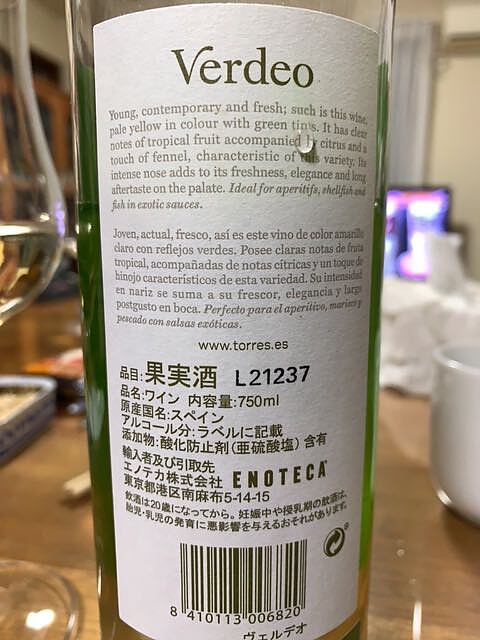 Verdeo
Young, contemporary and fresh; such is this wine,
pale yellow in colour with green tints. It has clear
notes of tropical fruit accompanied by citrus and a
touch of fennel, characteristic of this variety. Its
intense nose adds to its freshness, elegance and long
aftertaste on the palate. Ideal for aperitifs, shellfish and
fish in exotic sauces.
Joven, actual, fresco, así es este vino de color amarillo
claro con reflejos verdes. Posee claras notas de fruta
tropical, acompañadas de notas cítricas y un toque de
hinojo características de esta variedad. Su intensidad
en nariz se suma a su frescor, elegancia y largo
postgusto en boca. Perfecto para el aperitivo, marisco y
pescado con salsas exóticas.
www.torres.es
品目:果実酒 L21237
品名:ワイン 内容量:750ml
原産国名:スペイン
アルコール分:ラベルに記載
添加物:酸化防止剤(亜硫酸塩)含有
輸入者及び引取先
エノテカ株式会社 ENOTECA
東京都港区南麻布5-14-15
飲酒は20歳になってから。妊娠中や授乳期の飲酒は、
胎児・乳児の発育に悪影響を与えるおそれがあります。
8 410113 006820
ヴェルデオ